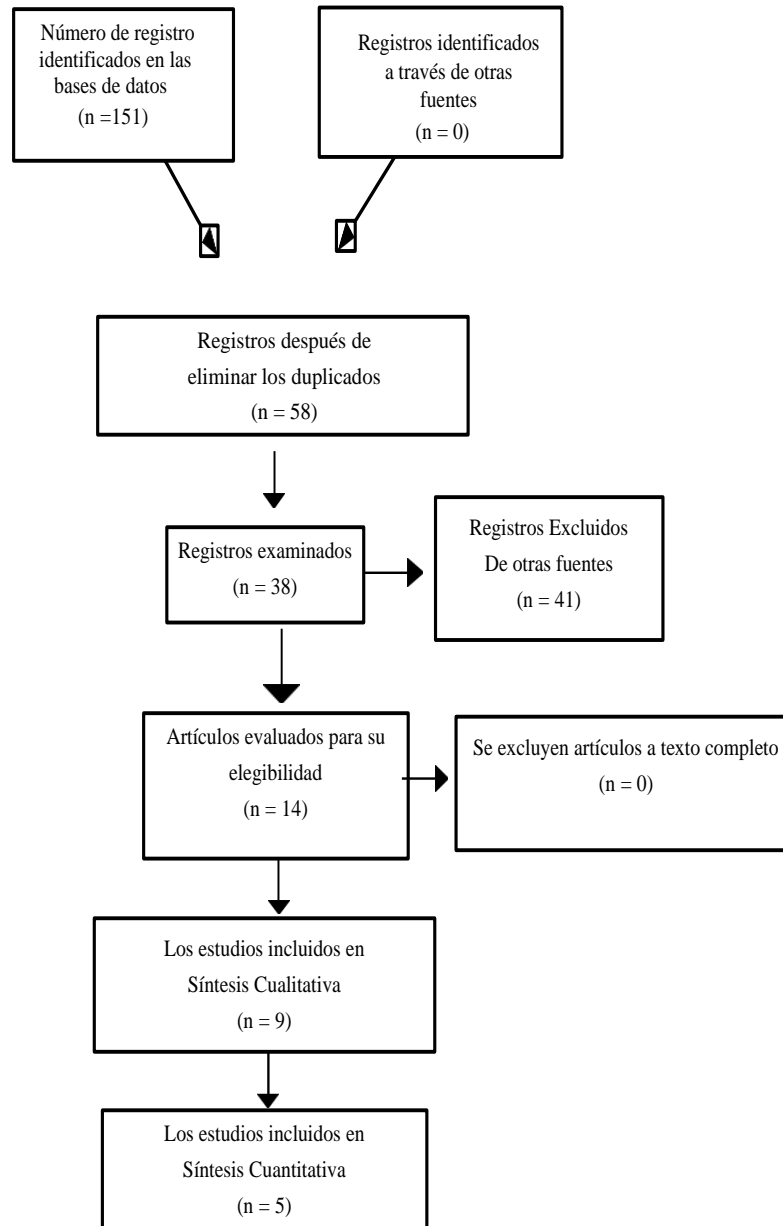 Número de registro
identificados en las
bases de datos
(n =151)
Registros identificados
a través de otras
fuentes
(n = 0)
Registros después de
eliminar los duplicados
(n = 58)
Registros examinados
(n = 38)
Registros Excluidos
De otras fuentes
(n = 41)
Artículos evaluados para su
elegibilidad
(n = 14)
Se excluyen artículos a texto completo
(n = 0)
Los estudios incluidos en
Síntesis Cualitativa
(n = 9)
Los estudios incluidos en
Síntesis Cuantitativa
(n = 5)